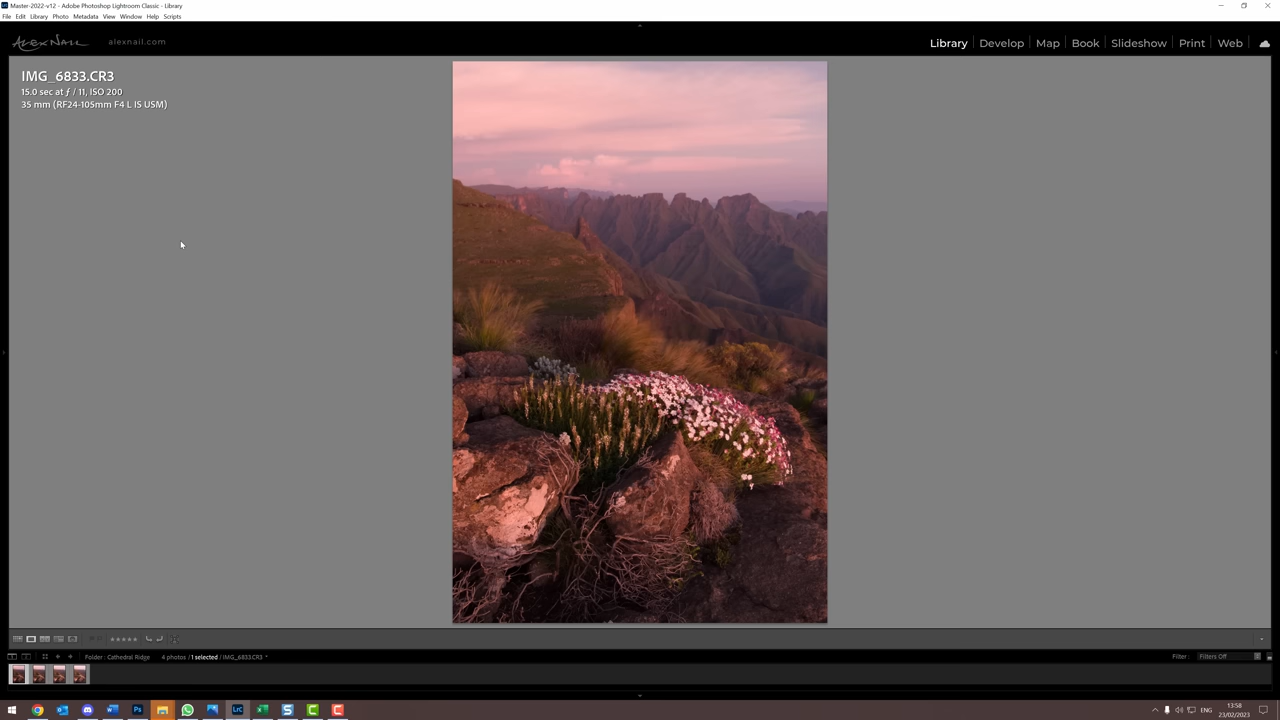 Master-2022-v12 - Adobe Photoshop Lightroom Classic - Library
File Edit Library Photo Metadata View Window Help Scripts
ALEX NAIL alexnail.com
Library Develop Map Book Slideshow Print Web
IMG_6833.CR3
15.0 sec at ƒ / 11, ISO 200
35 mm (RF24-105mm F4 L IS USM)
Folder : Cathedral Ridge 4 photos / 1 selected / IMG_6833.CR3
Filter : Filters Off
ENG
13:58
23/02/2023